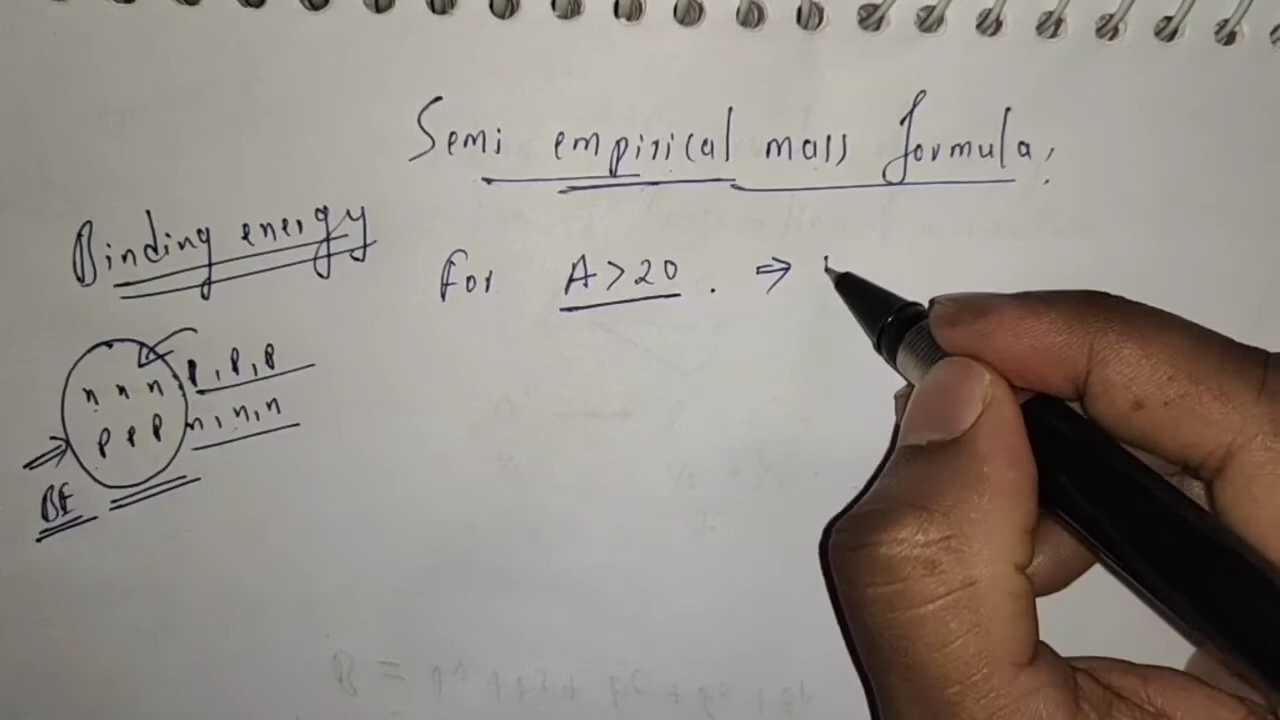 Semi empirical mass formula,
Binding energy
For A > 20 . ⇒
n n n p, p, p
p p p n, n, n
BE